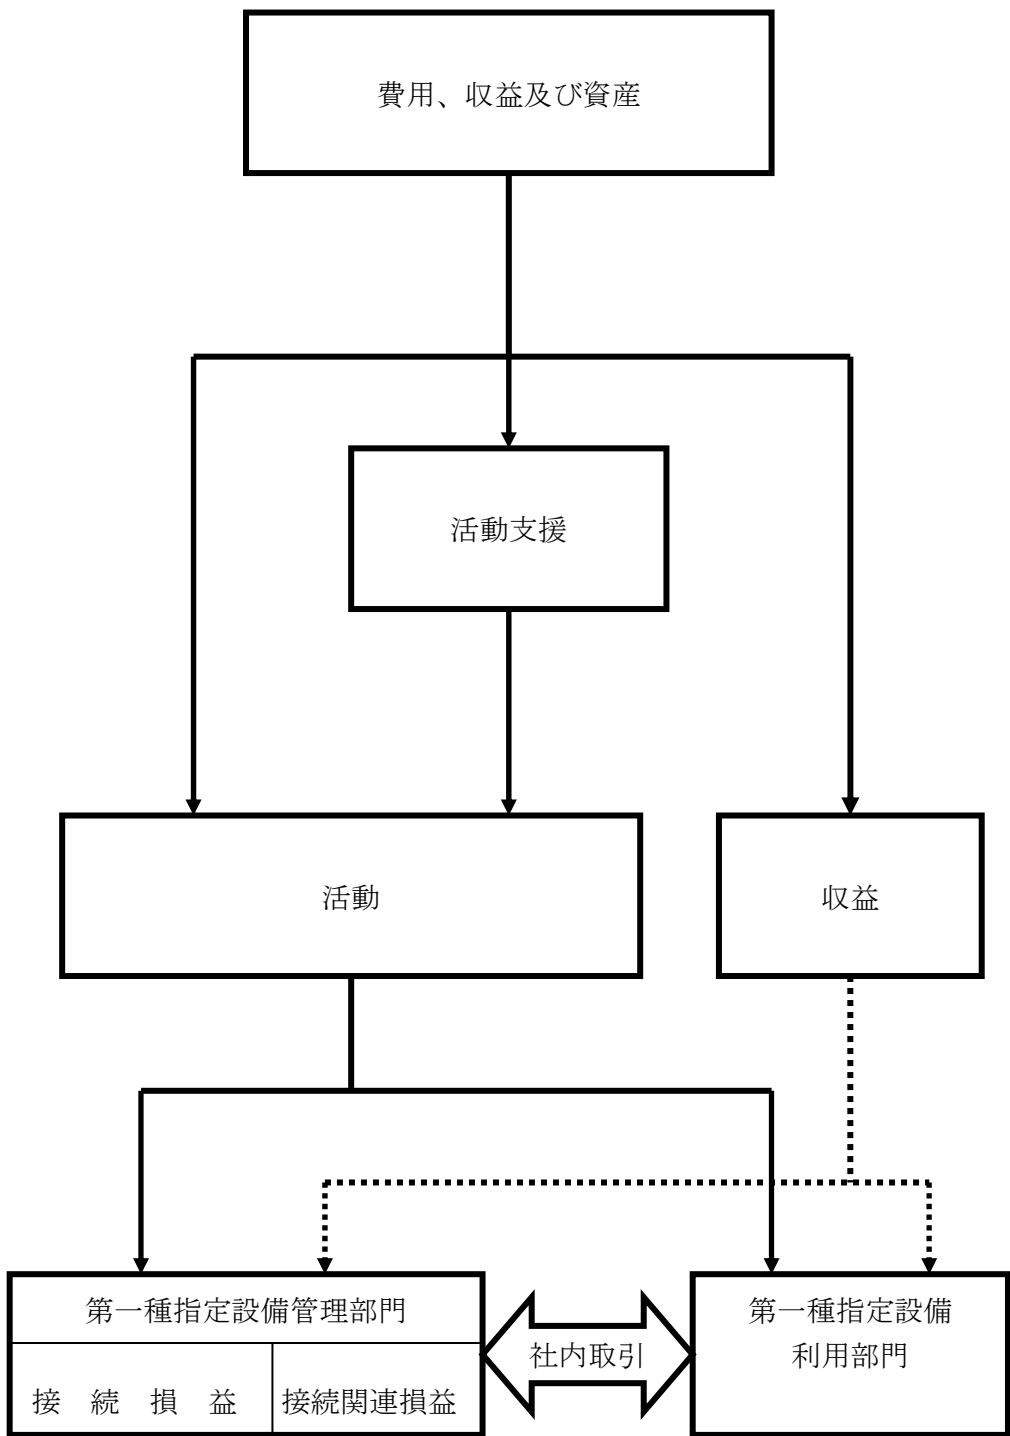 費用、収益及び資産
活動支援
活動
収益
第一種指定設備管理部門
接 続 損 益
接続関連損益
社内取引
第一種指定設備
利用部門